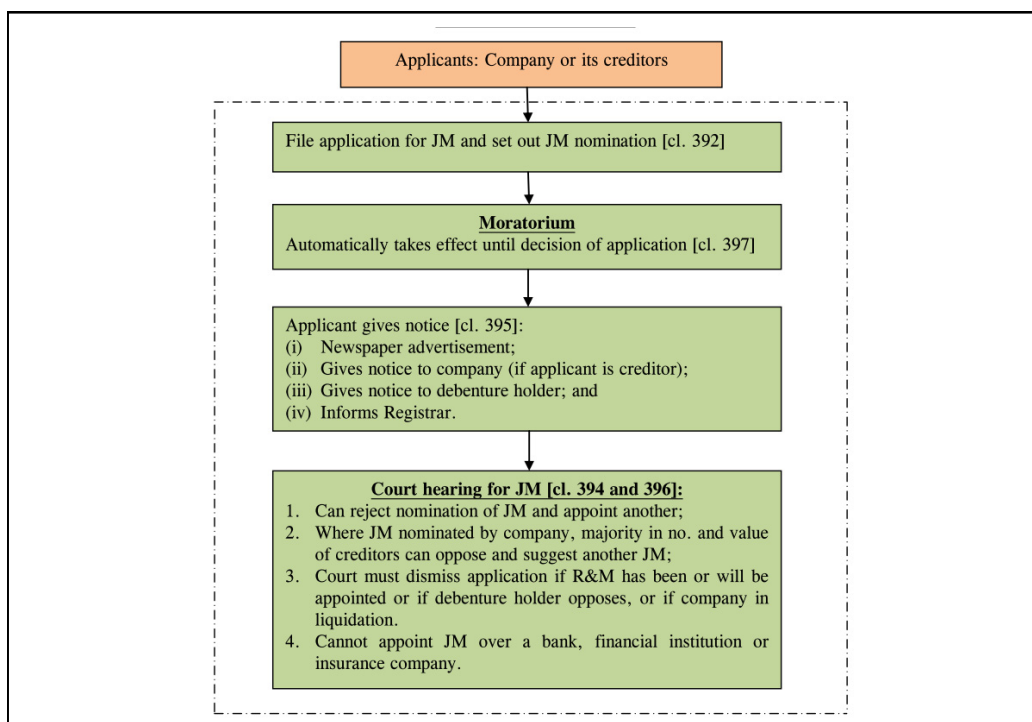 Applicants: Company or its creditors
File application for JM and set out JM nomination [cl. 392]
Moratorium
Automatically takes effect until decision of application [cl. 397]
Applicant gives notice [cl. 395]:
(i) Newspaper advertisement;
(ii) Gives notice to company (if applicant is creditor);
(iii) Gives notice to debenture holder; and
(iv) Informs Registrar.
Court hearing for JM [cl. 394 and 396]:
1. Can reject nomination of JM and appoint another;
2. Where JM nominated by company, majority in no. and value
of creditors can oppose and suggest another JM;
3. Court must dismiss application if R&M has been or will be
appointed or if debenture holder opposes, or if company in
liquidation.
4. Cannot appoint JM over a bank, financial institution or
insurance company.